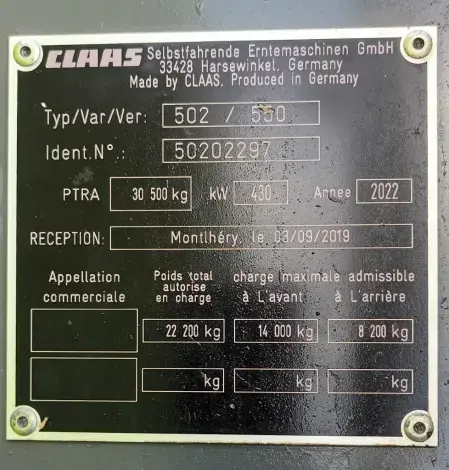 CLAAS Selbstfahrende Erntemaschinen GmbH
33428 Harsewinkel, Germany
Made by CLAAS, Produced in Germany
Typ/Var/Ver: 502 / 550
Ident.N°.: 50202297
PTRA 30 500 kg kW 430 Annee 2022
RECEPTION: Montlhéry, le 03/09/2019
Appellation commerciale
Poids total autorise en charge
charge maximale admissible
à L'avant à L'arrière
22 200 kg 14 000 kg 8 200 kg
kg kg kg